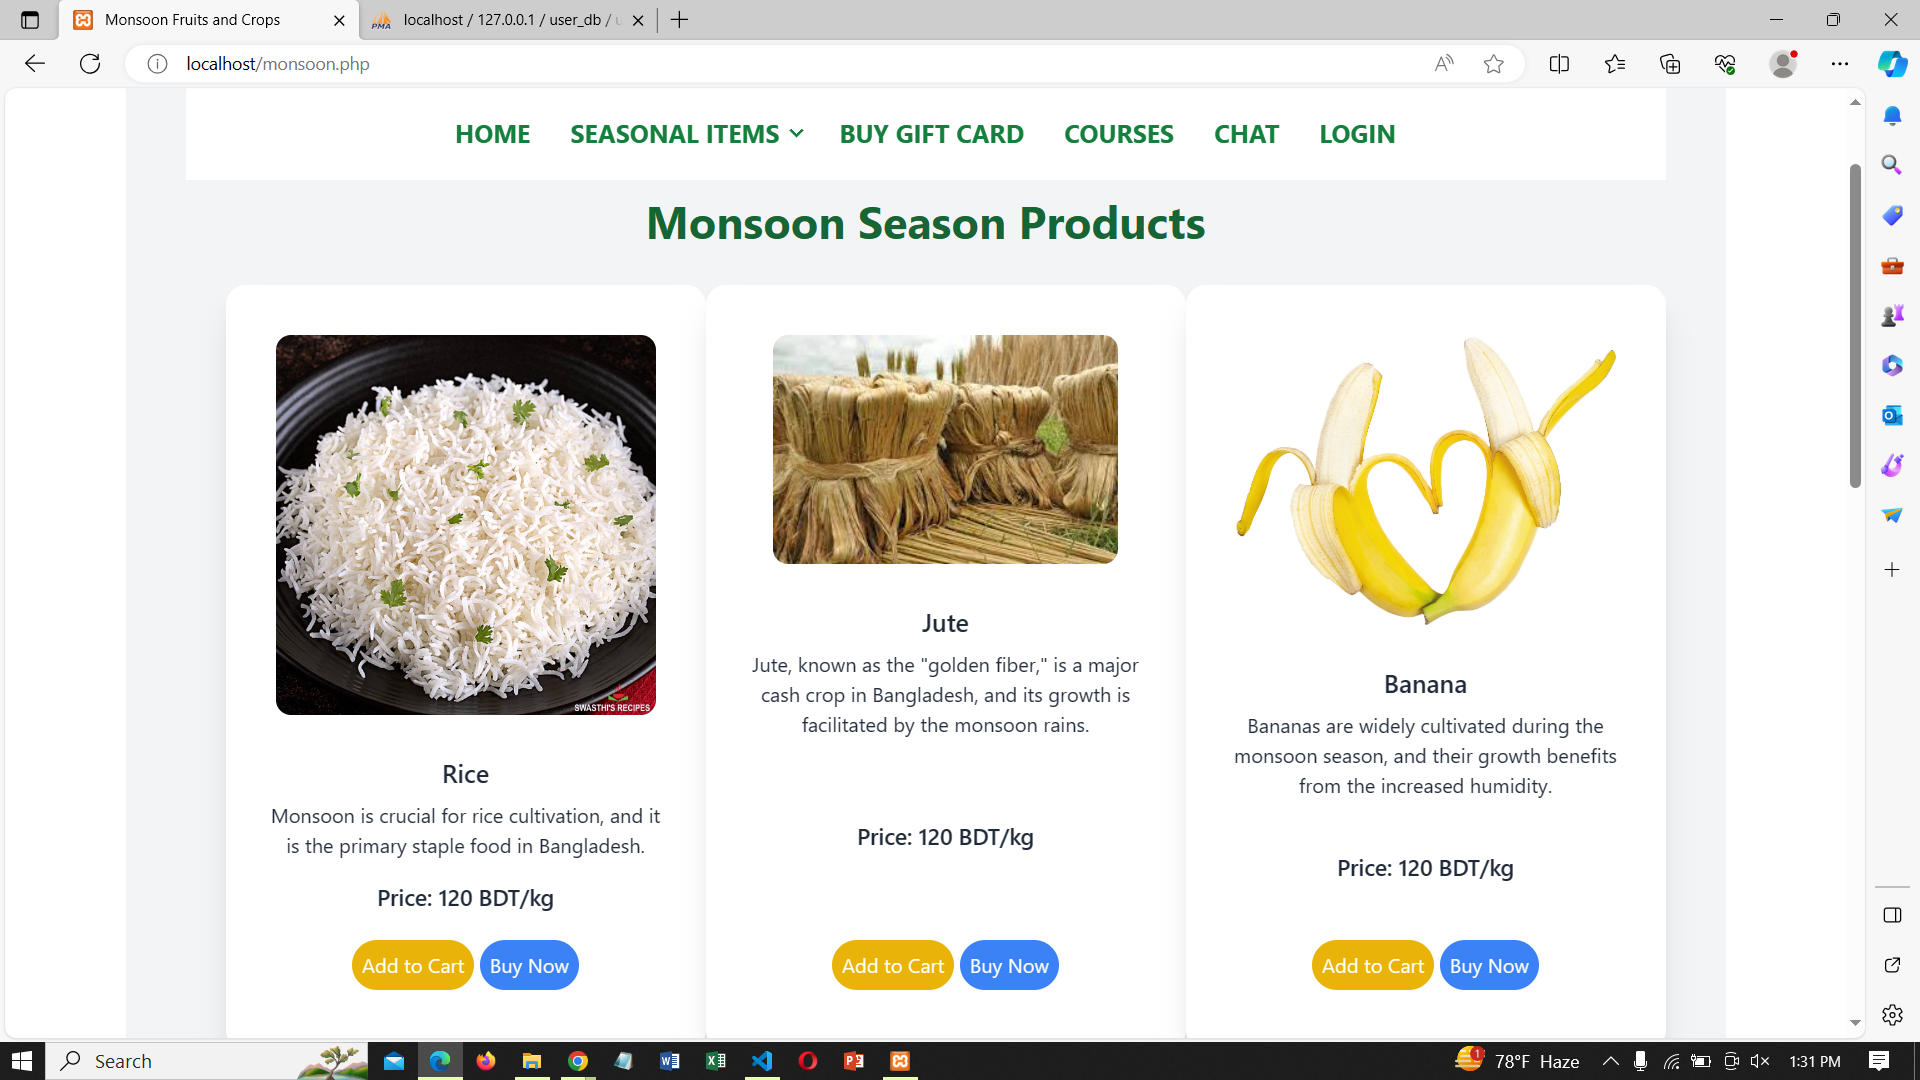 Monsoon Fruits and Crops
localhost / 127.0.0.1 / user_db / u
localhost/monsoon.php
HOME
SEASONAL ITEMS
BUY GIFT CARD
COURSES
CHAT
LOGIN
Monsoon Season Products
SWASTHI'S RECIPES
Rice
Monsoon is crucial for rice cultivation, and it
is the primary staple food in Bangladesh.
Price: 120 BDT/kg
Add to Cart
Buy Now
Jute
Jute, known as the "golden fiber," is a major
cash crop in Bangladesh, and its growth is
facilitated by the monsoon rains.
Price: 120 BDT/kg
Add to Cart
Buy Now
Banana
Bananas are widely cultivated during the
monsoon season, and their growth benefits
from the increased humidity.
Price: 120 BDT/kg
Add to Cart
Buy Now
Search
1
78°F Haze
1:31 PM